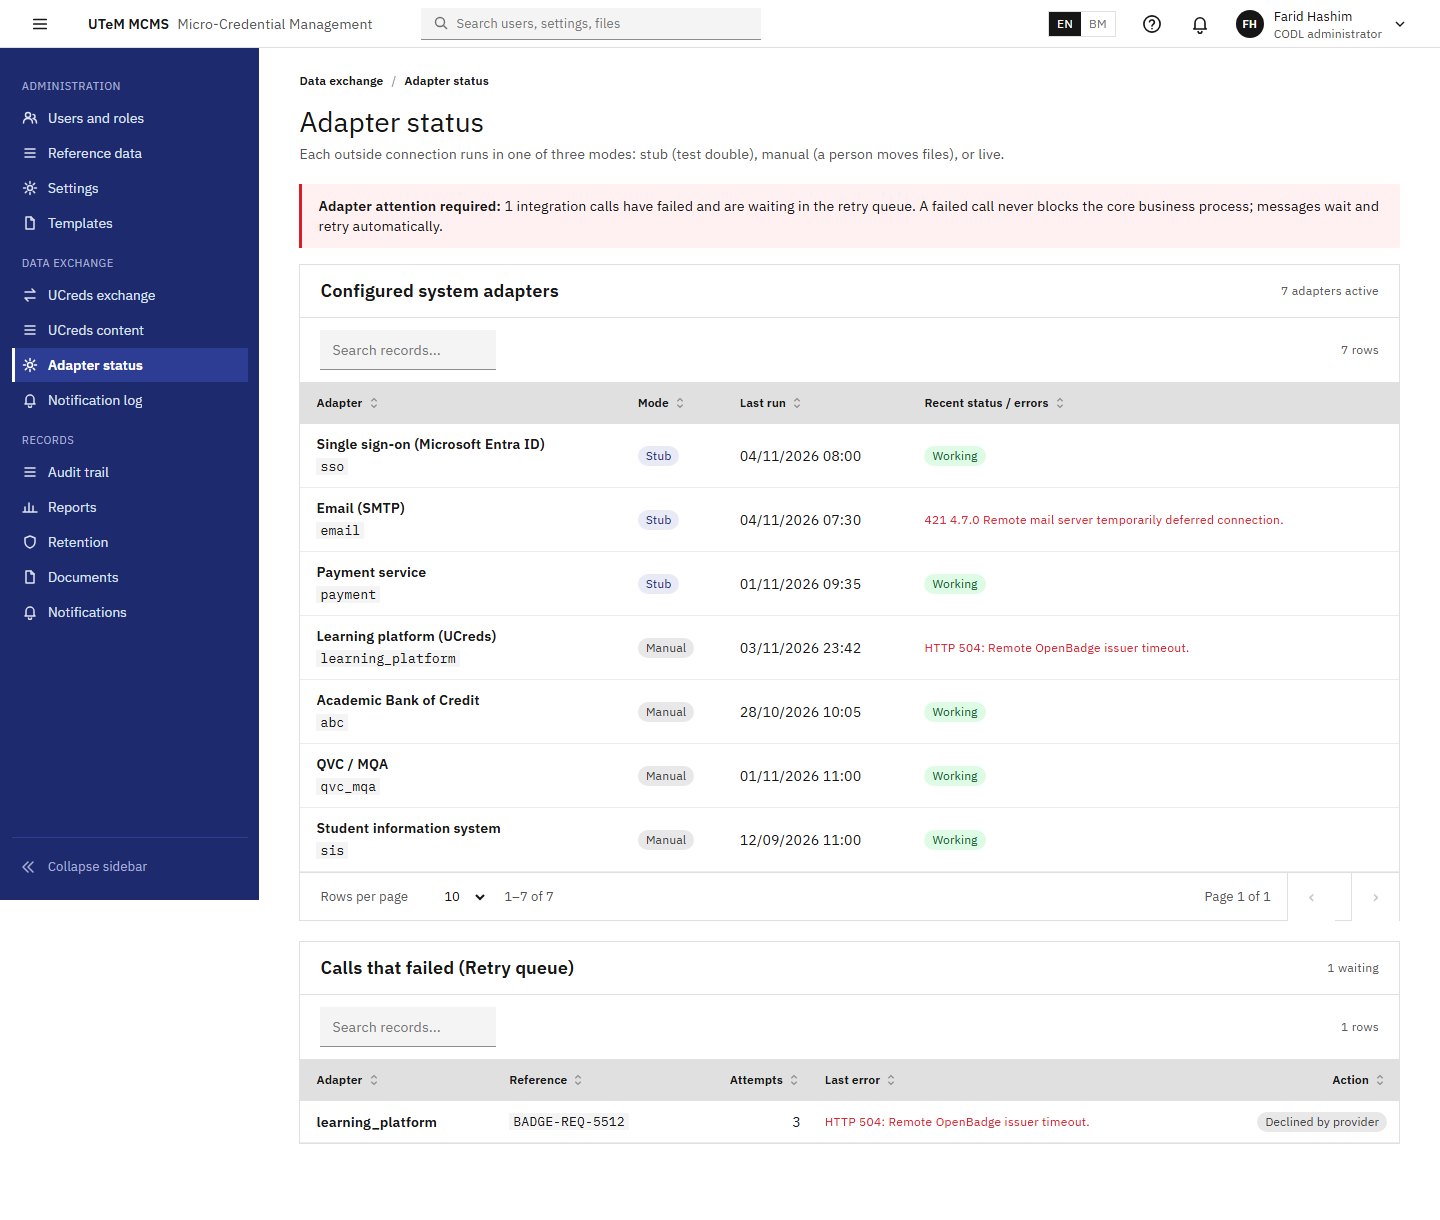 UTeM MCMS Micro-Credential Management
Search users, settings, files
EN BM
FH
Farid Hashim
CODL administrator
ADMINISTRATION
Users and roles
Reference data
Settings
Templates
DATA EXCHANGE
UCreds exchange
UCreds content
Adapter status
Notification log
RECORDS
Audit trail
Reports
Retention
Documents
Notifications
Collapse sidebar
Data exchange / Adapter status
Adapter status
Each outside connection runs in one of three modes: stub (test double), manual (a person moves files), or live.
Adapter attention required: 1 integration calls have failed and are waiting in the retry queue. A failed call never blocks the core business process; messages wait and
retry automatically.
Configured system adapters 7 adapters active
Search records... 7 rows
Adapter Mode Last run Recent status / errors
Single sign-on (Microsoft Entra ID)
sso
Stub 04/11/2026 08:00 Working
Email (SMTP)
email
Stub 04/11/2026 07:30 421 4.7.0 Remote mail server temporarily deferred connection.
Payment service
payment
Stub 01/11/2026 09:35 Working
Learning platform (UCreds)
learning_platform
Manual 03/11/2026 23:42 HTTP 504: Remote OpenBadge issuer timeout.
Academic Bank of Credit
abc
Manual 28/10/2026 10:05 Working
QVC / MQA
qvc_mqa
Manual 01/11/2026 11:00 Working
Student information system
sis
Manual 12/09/2026 11:00 Working
Rows per page 10 1–7 of 7 Page 1 of 1 ‹ ›
Calls that failed (Retry queue) 1 waiting
Search records... 1 rows
Adapter Reference Attempts Last error Action
learning_platform BADGE-REQ-5512 3 HTTP 504: Remote OpenBadge issuer timeout. Declined by provider